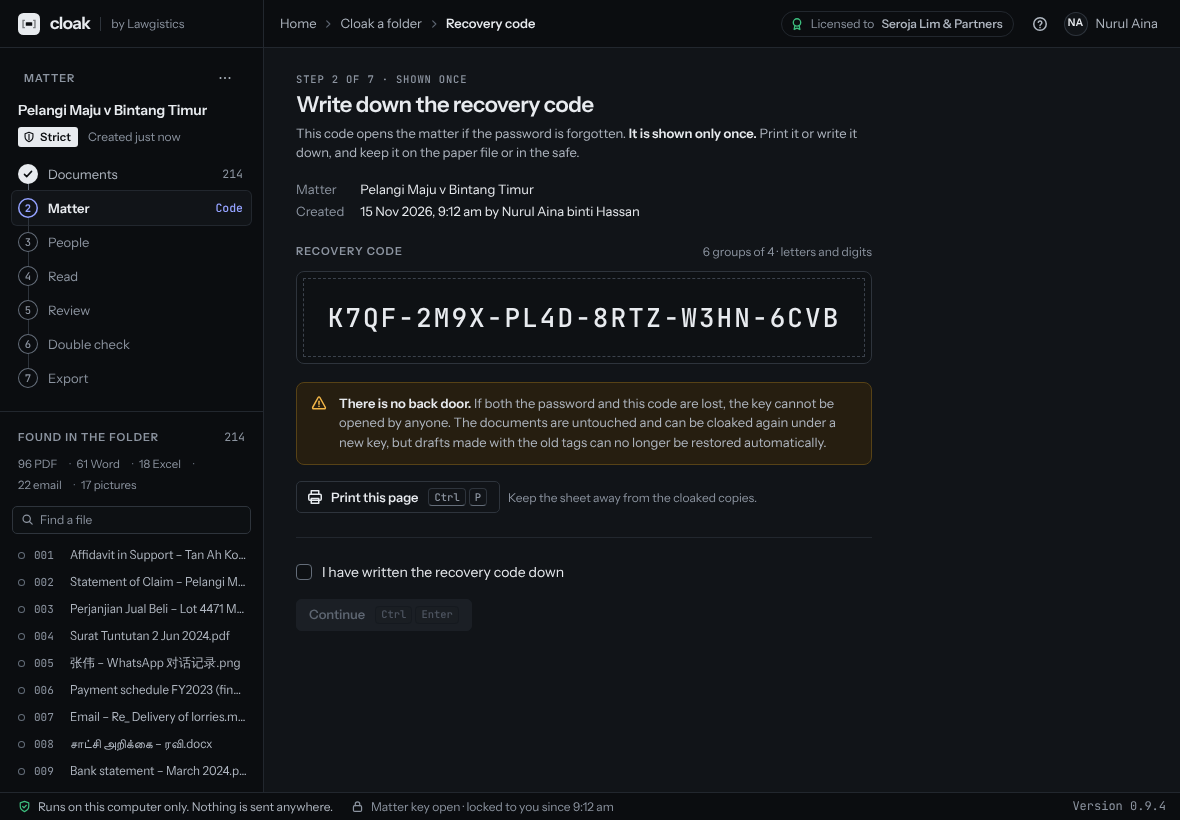 cloak by Lawgistics
Home > Cloak a folder > Recovery code
Licensed to Seroja Lim & Partners
NA Nurul Aina
MATTER ...
Pelangi Maju v Bintang Timur
Strict Created just now
Documents 214
2 Matter Code
3 People
4 Read
5 Review
6 Double check
7 Export
FOUND IN THE FOLDER 214
96 PDF · 61 Word · 18 Excel ·
22 email · 17 pictures
Find a file
001 Affidavit in Support – Tan Ah Ko...
002 Statement of Claim – Pelangi M...
003 Perjanjian Jual Beli – Lot 4471 M...
004 Surat Tuntutan 2 Jun 2024.pdf
005 张伟 – WhatsApp 对话记录.png
006 Payment schedule FY2023 (fin...
007 Email – Re_ Delivery of lorries.m...
008 சாட்சி அறிக்கை – ரவி.docx
009 Bank statement – March 2024.p...
STEP 2 OF 7 · SHOWN ONCE
Write down the recovery code
This code opens the matter if the password is forgotten. It is shown only once. Print it or write it
down, and keep it on the paper file or in the safe.
Matter Pelangi Maju v Bintang Timur
Created 15 Nov 2026, 9:12 am by Nurul Aina binti Hassan
RECOVERY CODE 6 groups of 4 · letters and digits
K7QF-2M9X-PL4D-8RTZ-W3HN-6CVB
There is no back door. If both the password and this code are lost, the key cannot be
opened by anyone. The documents are untouched and can be cloaked again under a
new key, but drafts made with the old tags can no longer be restored automatically.
Print this page Ctrl P Keep the sheet away from the cloaked copies.
I have written the recovery code down
Continue Ctrl Enter
Runs on this computer only. Nothing is sent anywhere. Matter key open · locked to you since 9:12 am
Version 0.9.4